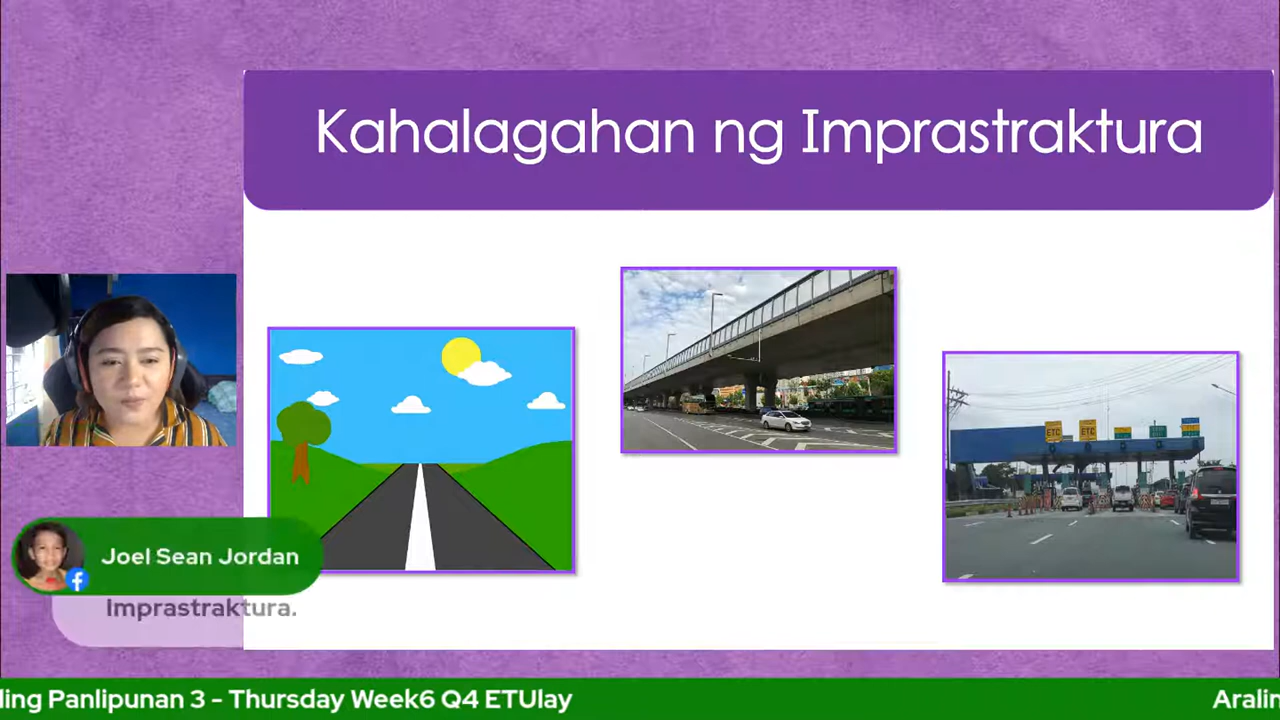 Kahalagahan ng Imprastraktura
ETC
ETC
Joel Sean Jordan
Imprastraktura.
ling Panlipunan 3 - Thursday Week6 Q4 ETUlay
Aralin